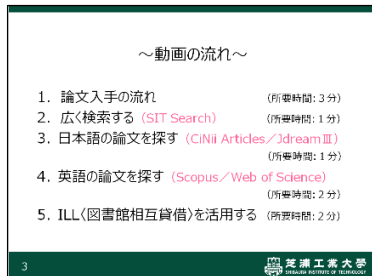 ～動画の流れ～
1. 論文入手の流れ (所要時間: 3分)
2. 広く検索する (SIT Search) (所要時間: 1分)
3. 日本語の論文を探す (CiNii Articles／JdreamⅢ)
(所要時間: 1分)
4. 英語の論文を探す (Scopus／Web of Science)
(所要時間: 2分)
5. ILL〈図書館相互貸借〉を活用する (所要時間: 2分)
3
芝浦工業大學
SHIBAURA INSTITUTE OF TECHNOLOGY